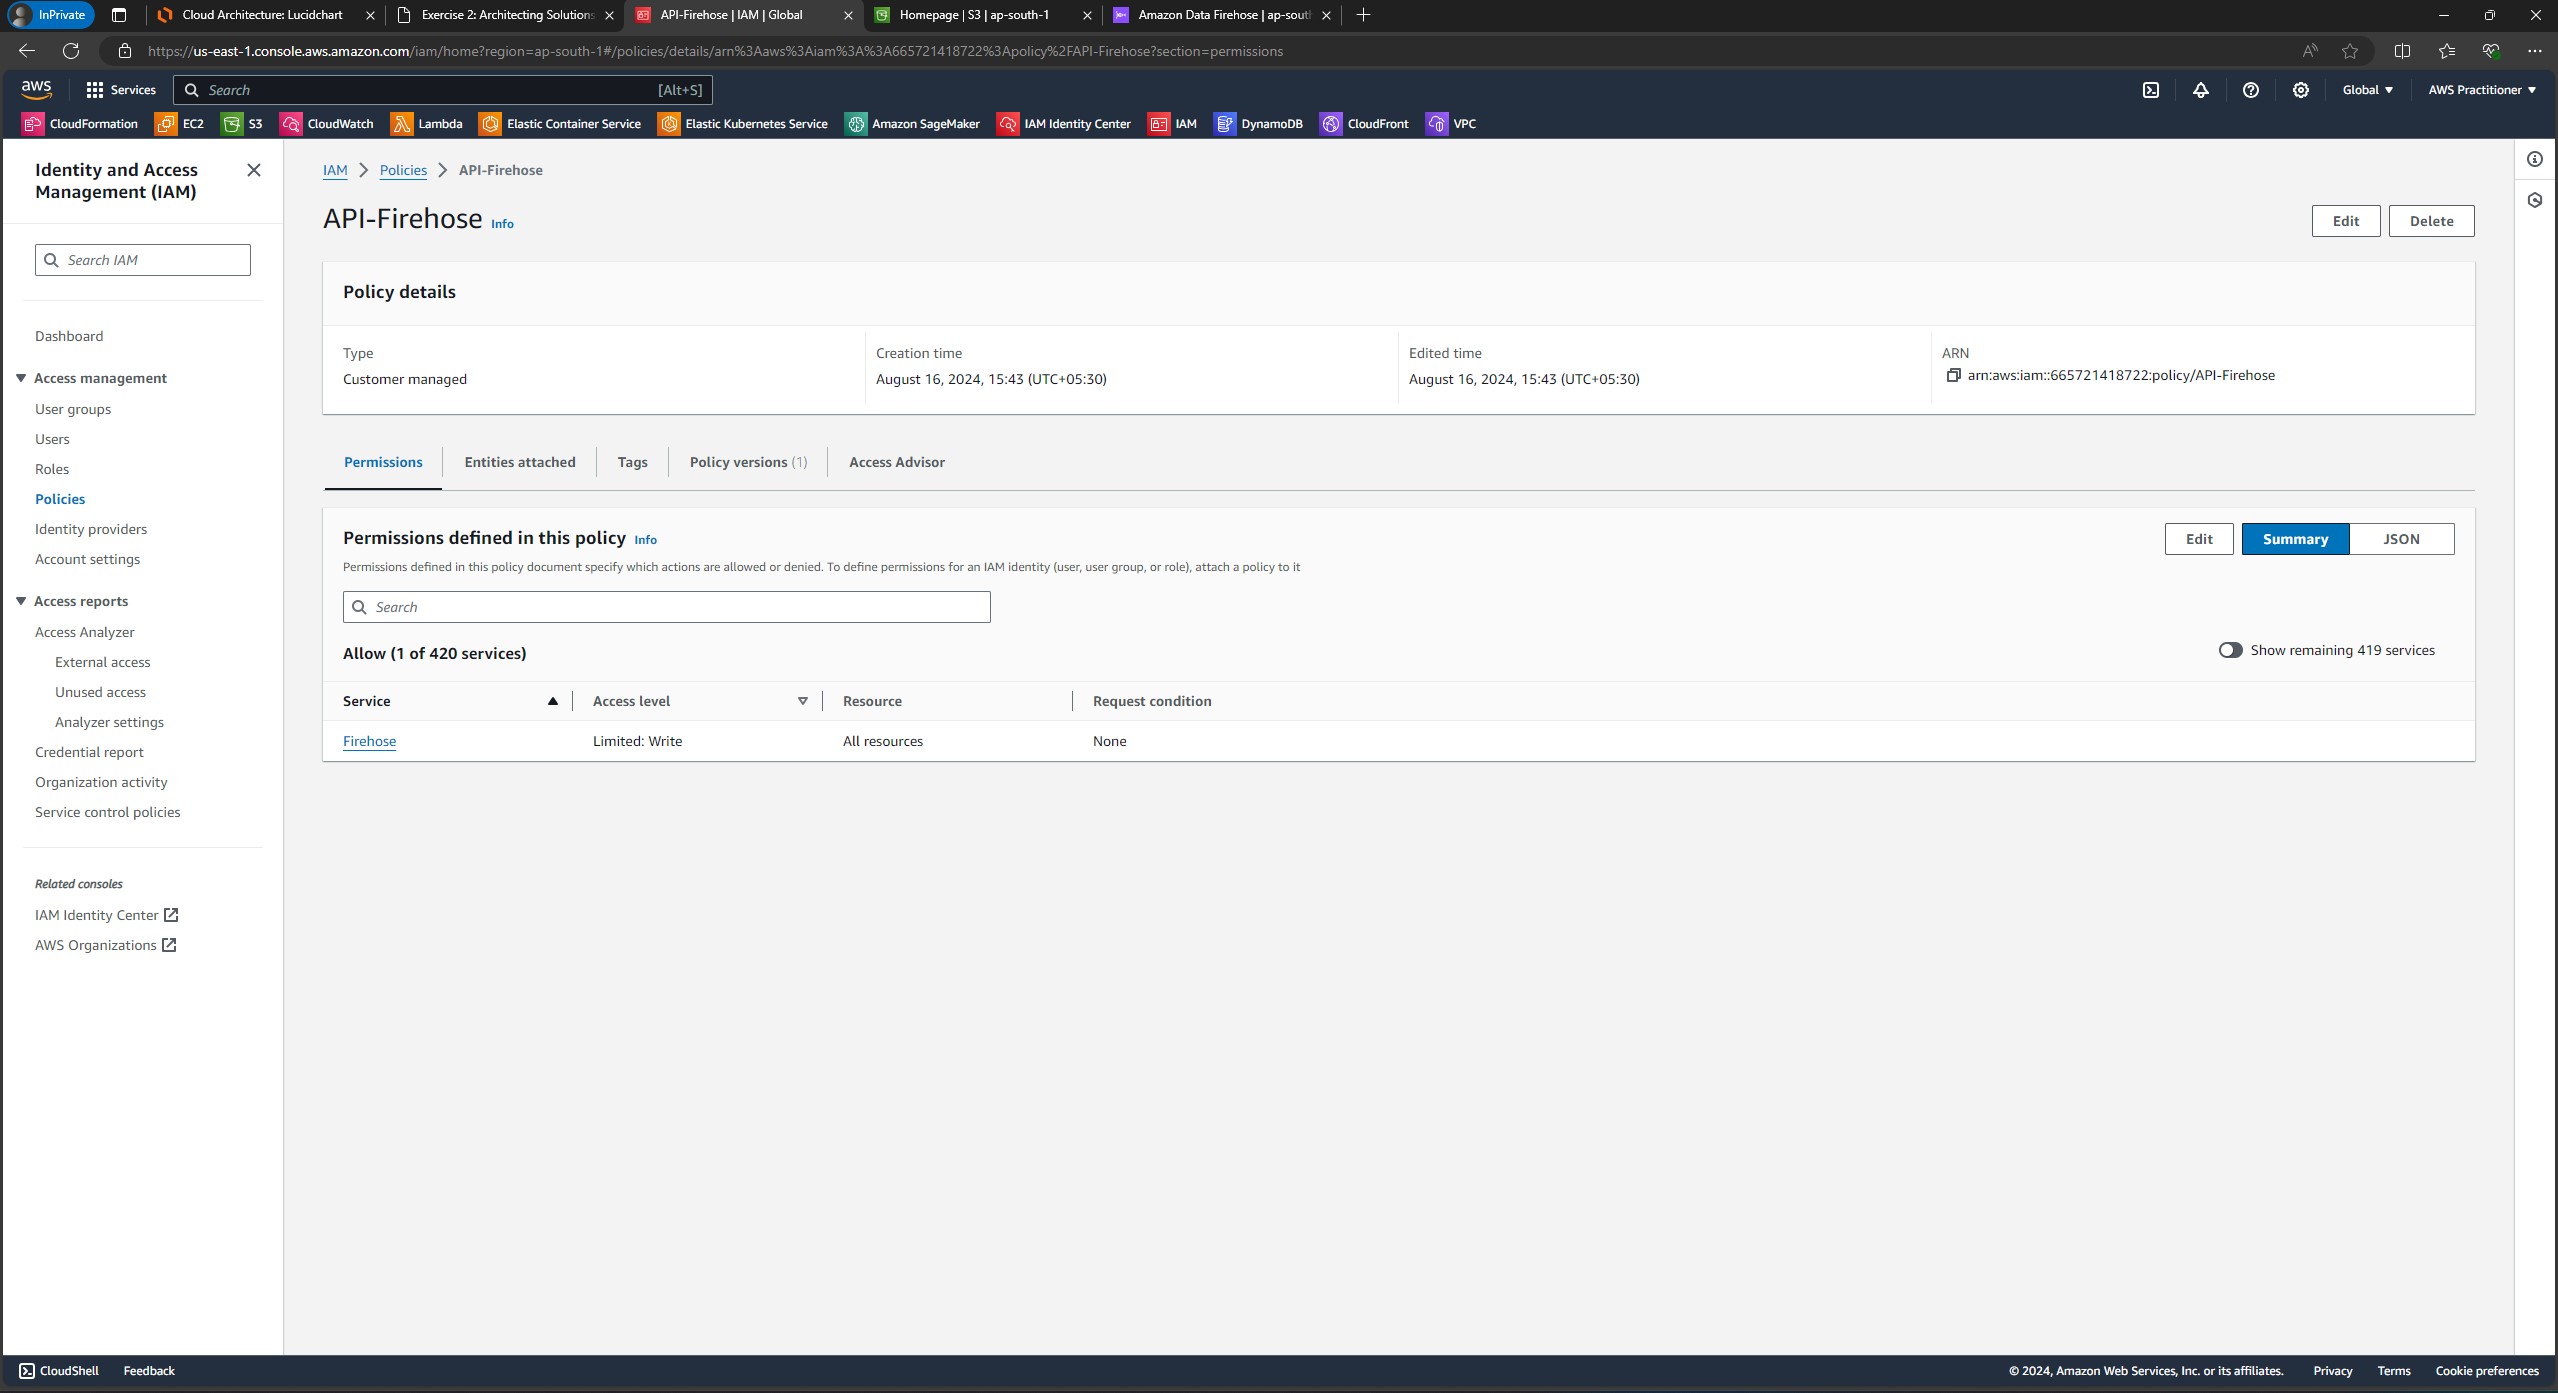 InPrivate
Cloud Architecture: Lucidchart
Exercise 2: Architecting Solutions
API-Firehose | IAM | Global
Homepage | S3 | ap-south-1
Amazon Data Firehose | ap-sout
https://us-east-1.console.aws.amazon.com/iam/home?region=ap-south-1#/policies/details/arn%3Aaws%3Aiam%3A%3A665721418722%3Apolicy%2FAPI-Firehose?section=permissions
aws
Services
Search
[Alt+S]
Global
AWS Practitioner
CloudFormation
EC2
S3
CloudWatch
Lambda
Elastic Container Service
Elastic Kubernetes Service
Amazon SageMaker
IAM Identity Center
IAM
DynamoDB
CloudFront
VPC
Identity and Access
Management (IAM)
Search IAM
Dashboard
Access management
User groups
Users
Roles
Policies
Identity providers
Account settings
Access reports
Access Analyzer
External access
Unused access
Analyzer settings
Credential report
Organization activity
Service control policies
Related consoles
IAM Identity Center
AWS Organizations
IAM
Policies
API-Firehose
API-Firehose Info
Edit
Delete
Policy details
Type
Customer managed
Creation time
August 16, 2024, 15:43 (UTC+05:30)
Edited time
August 16, 2024, 15:43 (UTC+05:30)
ARN
arn:aws:iam::665721418722:policy/API-Firehose
Permissions
Entities attached
Tags
Policy versions (1)
Access Advisor
Permissions defined in this policy Info
Edit
Summary
JSON
Permissions defined in this policy document specify which actions are allowed or denied. To define permissions for an IAM identity (user, user group, or role), attach a policy to it
Search
Allow (1 of 420 services)
Show remaining 419 services
Service
Access level
Resource
Request condition
Firehose
Limited: Write
All resources
None
CloudShell
Feedback
© 2024, Amazon Web Services, Inc. or its affiliates.
Privacy
Terms
Cookie preferences